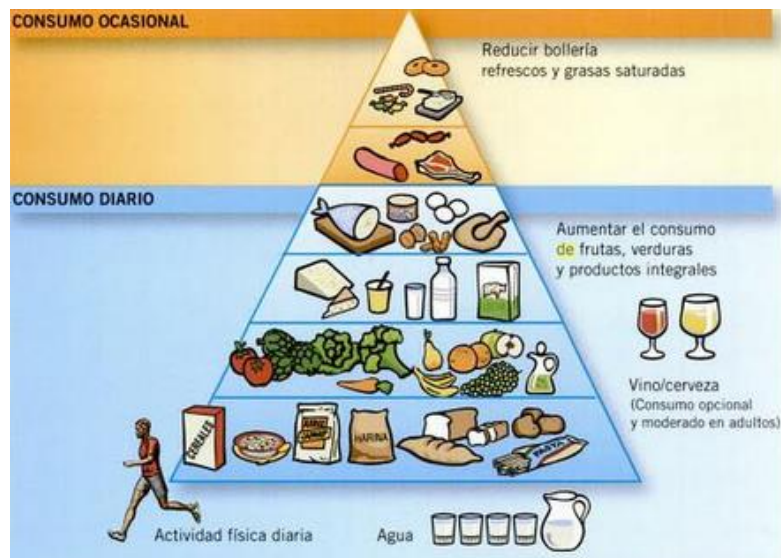 CONSUMO OCASIONAL
Reducir bollería
refrescos y grasas saturadas
CONSUMO DIARIO
Aumentar el consumo
de frutas, verduras
y productos integrales
Vino/cerveza
(Consumo opcional
y moderado en adultos)
CEREALES
HARINA
PASTA
Actividad física diaria
Agua